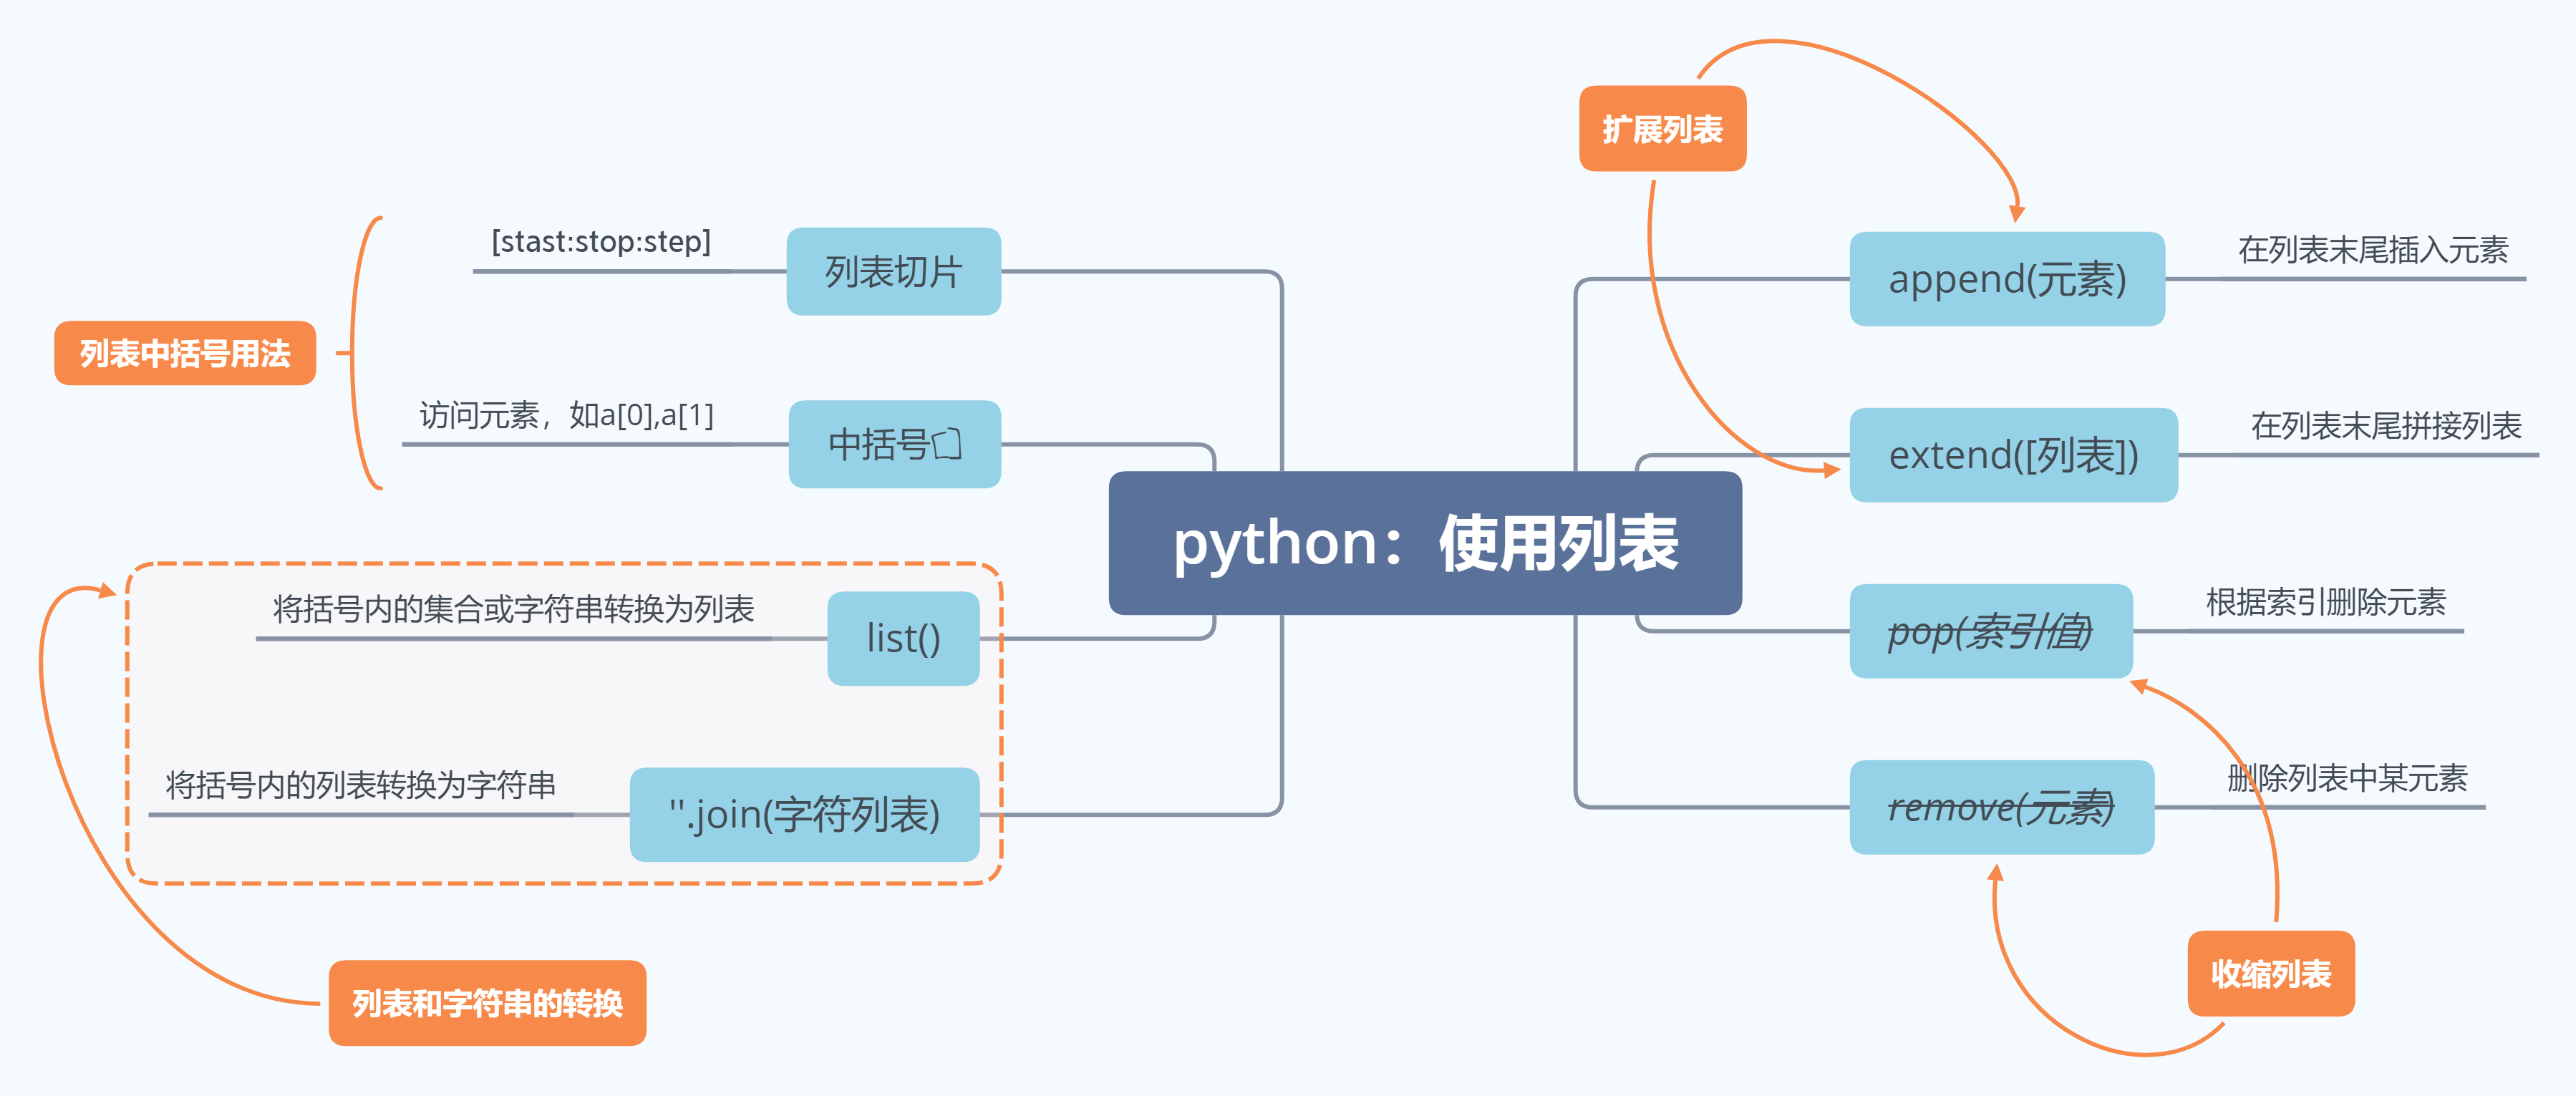 扩展列表
[stast:stop:step]
列表切片
append(元素)
在列表末尾插入元素
列表中括号用法
访问元素，如a[0],a[1]
中括号[]
extend([列表])
在列表末尾拼接列表
python：使用列表
将括号内的集合或字符串转换为列表
list()
pop(索引值)
根据索引删除元素
将括号内的列表转换为字符串
''.join(字符列表)
remove(元素)
删除列表中某元素
收缩列表
列表和字符串的转换